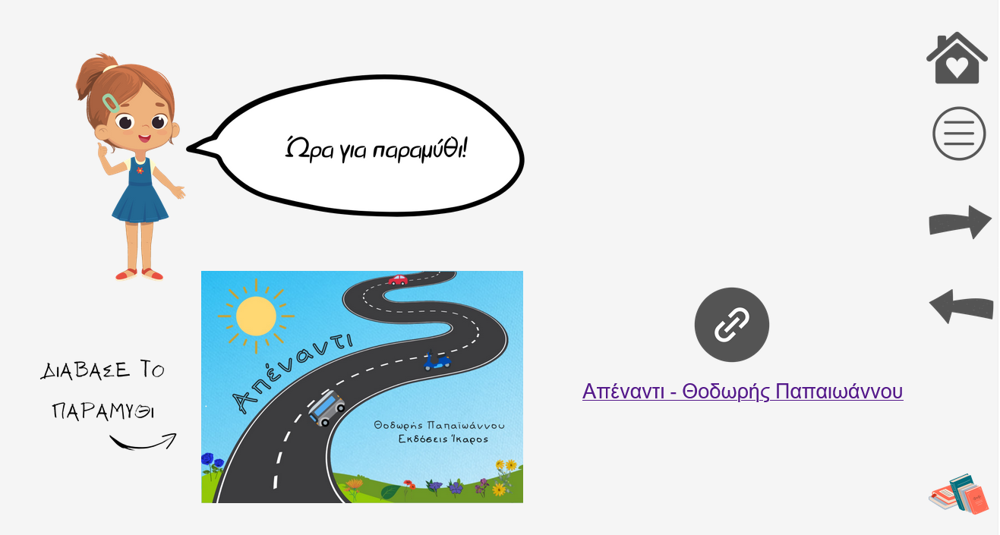 Ώρα για παραμύθι!
ΔΙΑΒΑΣΕ ΤΟ
ΠΑΡΑΜΥΘΙ
Απέναντι
Θοδωρής Παπαϊωάννου
Εκδόσεις Ίκαρος
Απέναντι - Θοδωρής Παπαιωάννου